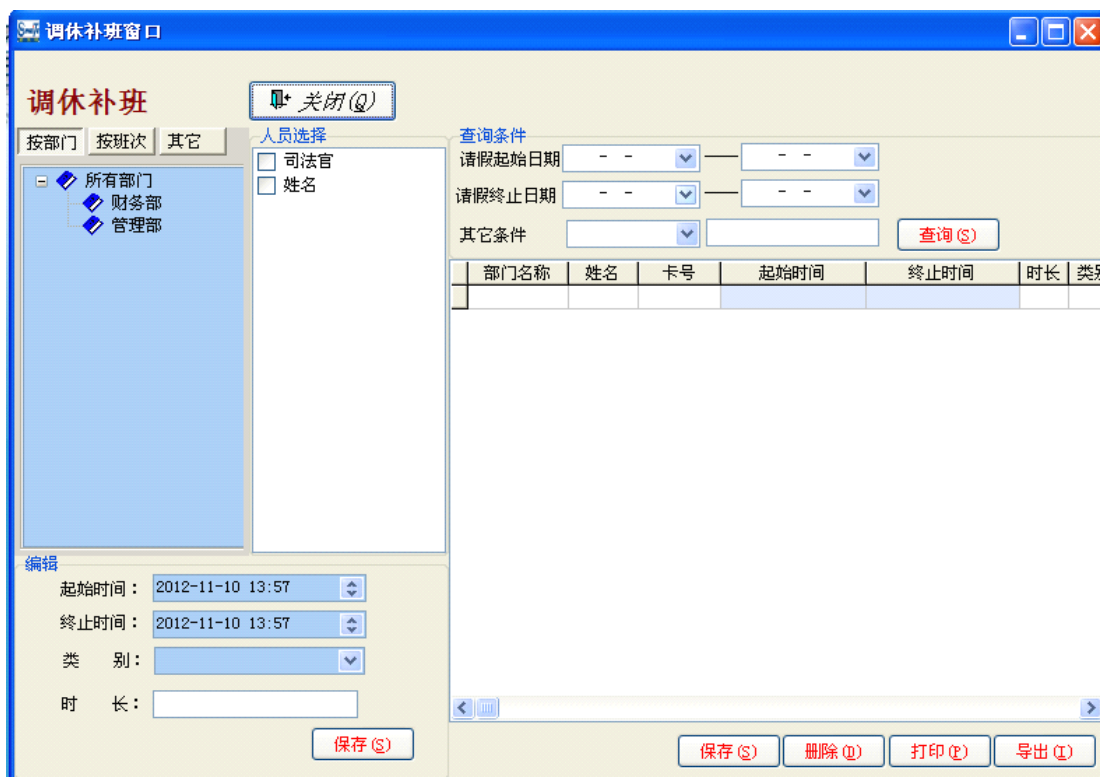 调休补班窗口
调休补班
关闭(Q)
按部门 按班次 其它
所有部门
财务部
管理部
人员选择
司法官
姓名
查询条件
请假起始日期 - - — - -
请假终止日期 - - — - -
其它条件 查询(S)
部门名称 姓名 卡号 起始时间 终止时间 时长 类别
编辑
起始时间： 2012-11-10 13:57
终止时间： 2012-11-10 13:57
类 别：
时 长：
保存(S)
保存(S) 删除(D) 打印(P) 导出(I)